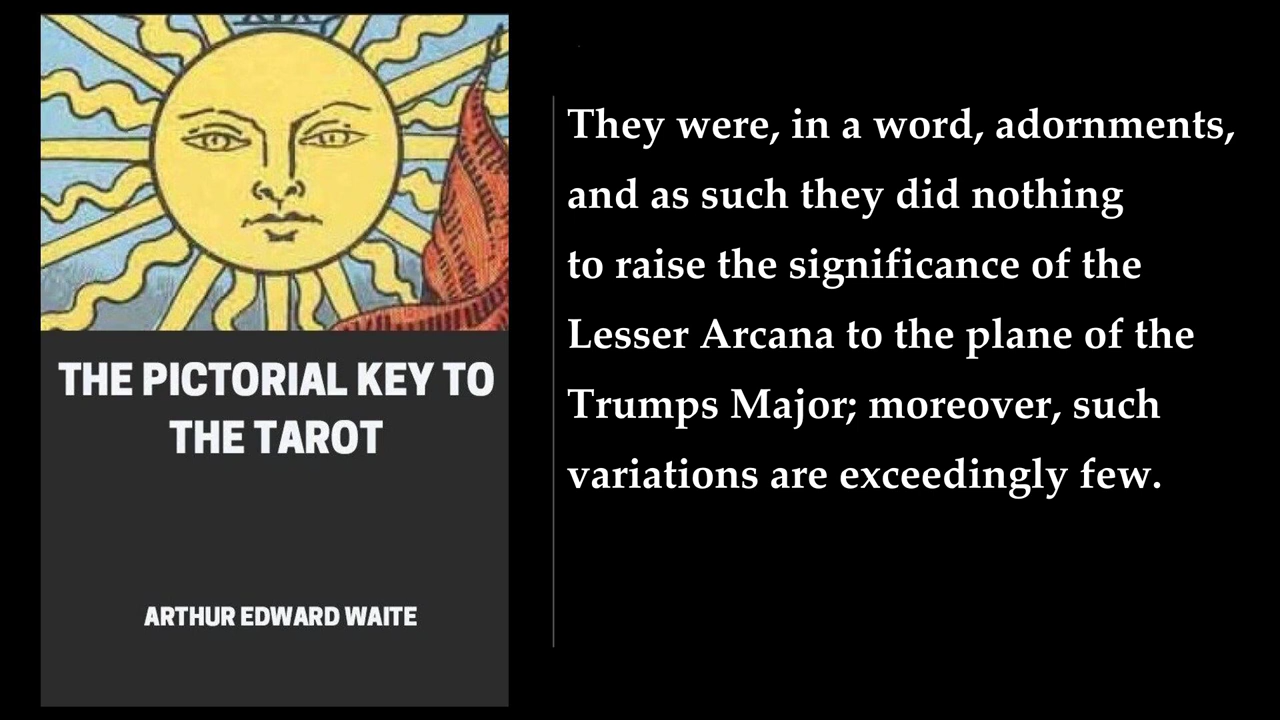 XIX
THE PICTORIAL KEY TO
THE TAROT
ARTHUR EDWARD WAITE
They were, in a word, adornments,
and as such they did nothing
to raise the significance of the
Lesser Arcana to the plane of the
Trumps Major; moreover, such
variations are exceedingly few.